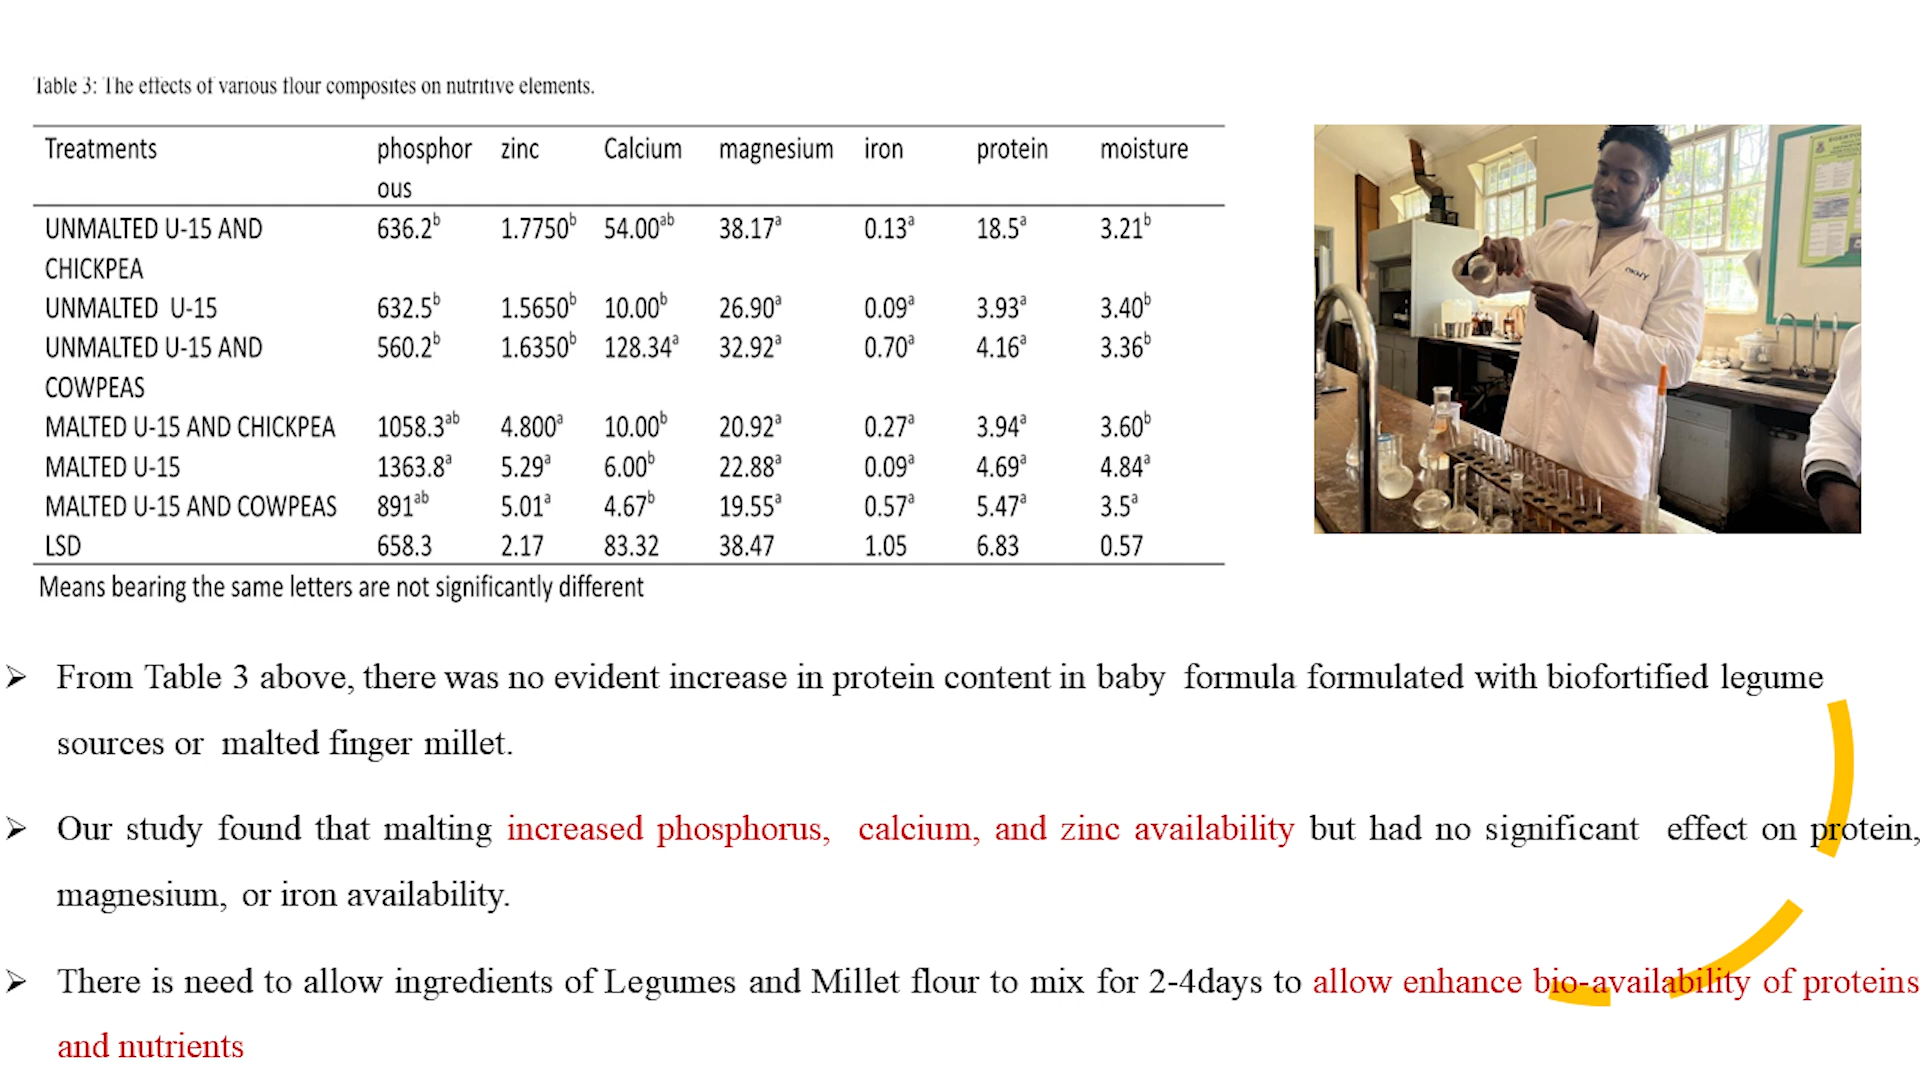 Table 3: The effects of various flour composites on nutritive elements.
Treatments phosphorous zinc Calcium magnesium iron protein moisture
UNMALTED U-15 AND CHICKPEA 636.2b 1.7750b 54.00ab 38.17a 0.13a 18.5a 3.21b
UNMALTED U-15 632.5b 1.5650b 10.00b 26.90a 0.09a 3.93a 3.40b
UNMALTED U-15 AND COWPEAS 560.2b 1.6350b 128.34a 32.92a 0.70a 4.16a 3.36b
MALTED U-15 AND CHICKPEA 1058.3ab 4.800a 10.00b 20.92a 0.27a 3.94a 3.60b
MALTED U-15 1363.8a 5.29a 6.00b 22.88a 0.09a 4.69a 4.84a
MALTED U-15 AND COWPEAS 891ab 5.01a 4.67b 19.55a 0.57a 5.47a 3.5a
LSD 658.3 2.17 83.32 38.47 1.05 6.83 0.57
Means bearing the same letters are not significantly different
➢ From Table 3 above, there was no evident increase in protein content in baby formula formulated with biofortified legume
sources or malted finger millet.
➢ Our study found that malting increased phosphorus, calcium, and zinc availability but had no significant effect on protein,
magnesium, or iron availability.
➢ There is need to allow ingredients of Legumes and Millet flour to mix for 2-4days to allow enhance bio-availability of proteins
and nutrients